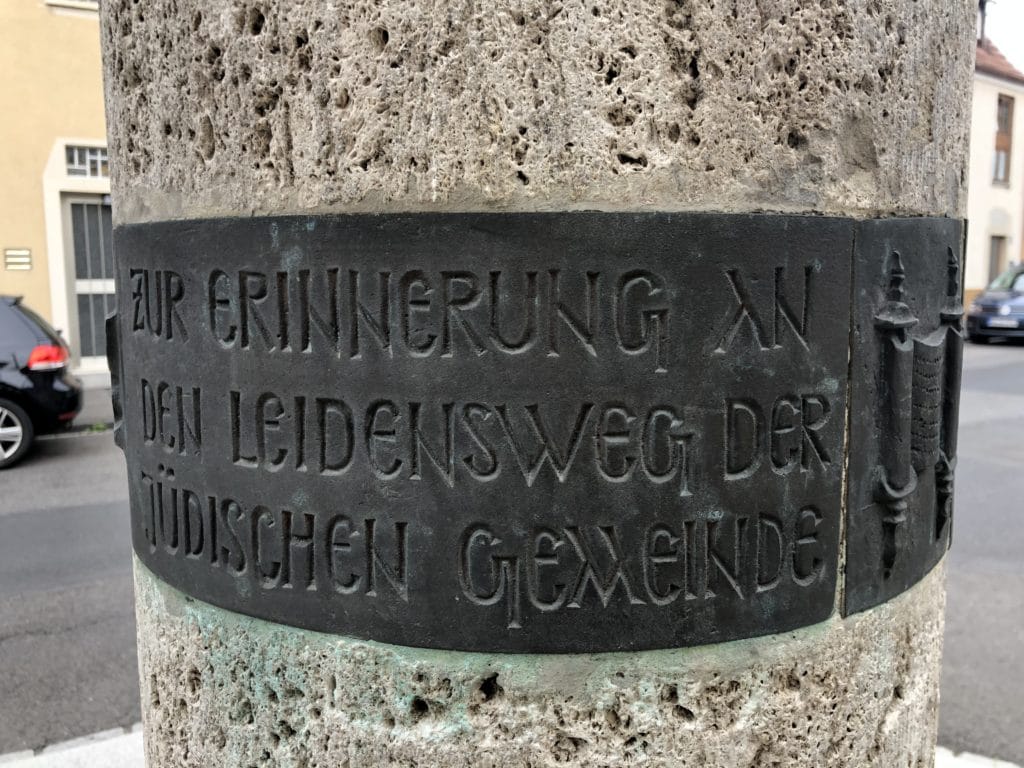 ZUR ERINNERUNG AN
DEN LEIDENSWEG DER
JÜDISCHEN GEMEINDE